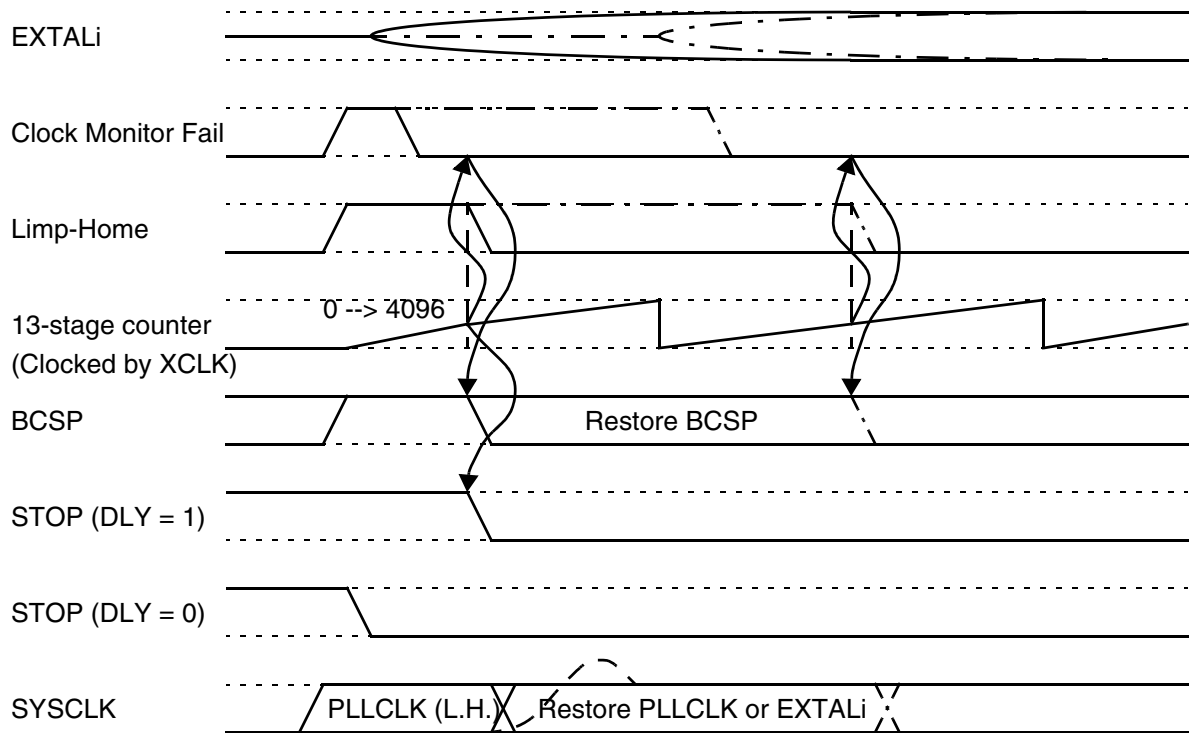 EXTALi
Clock Monitor Fail
Limp-Home
0 --> 4096
13-stage counter
(Clocked by XCLK)
BCSP
Restore BCSP
STOP (DLY = 1)
STOP (DLY = 0)
SYSCLK
PLLCLK (L.H.)
Restore PLLCLK or EXTALi